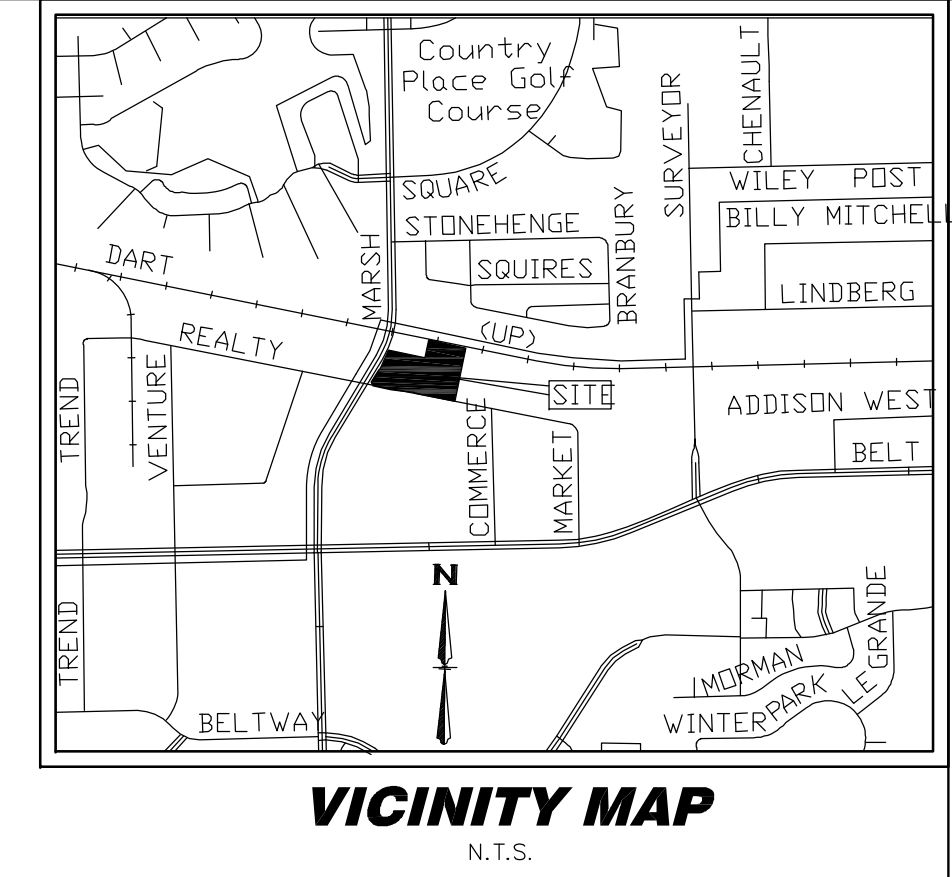 Country
Place Golf
Course
CHENAULT
SURVEYOR
WILEY POST
SQUARE
BILLY MITCHELL
STONEHENGE
BRANBURY
MARSH
DART
SQUIRES
LINDBERG
REALTY
(UP)
SITE
TREND
VENTURE
COMMERCE
MARKET
ADDISON WEST
BELT
N
TREND
LE GRANDE
MORMAN
WINTERPARK
BELTWAY
VICINITY MAP
N.T.S.